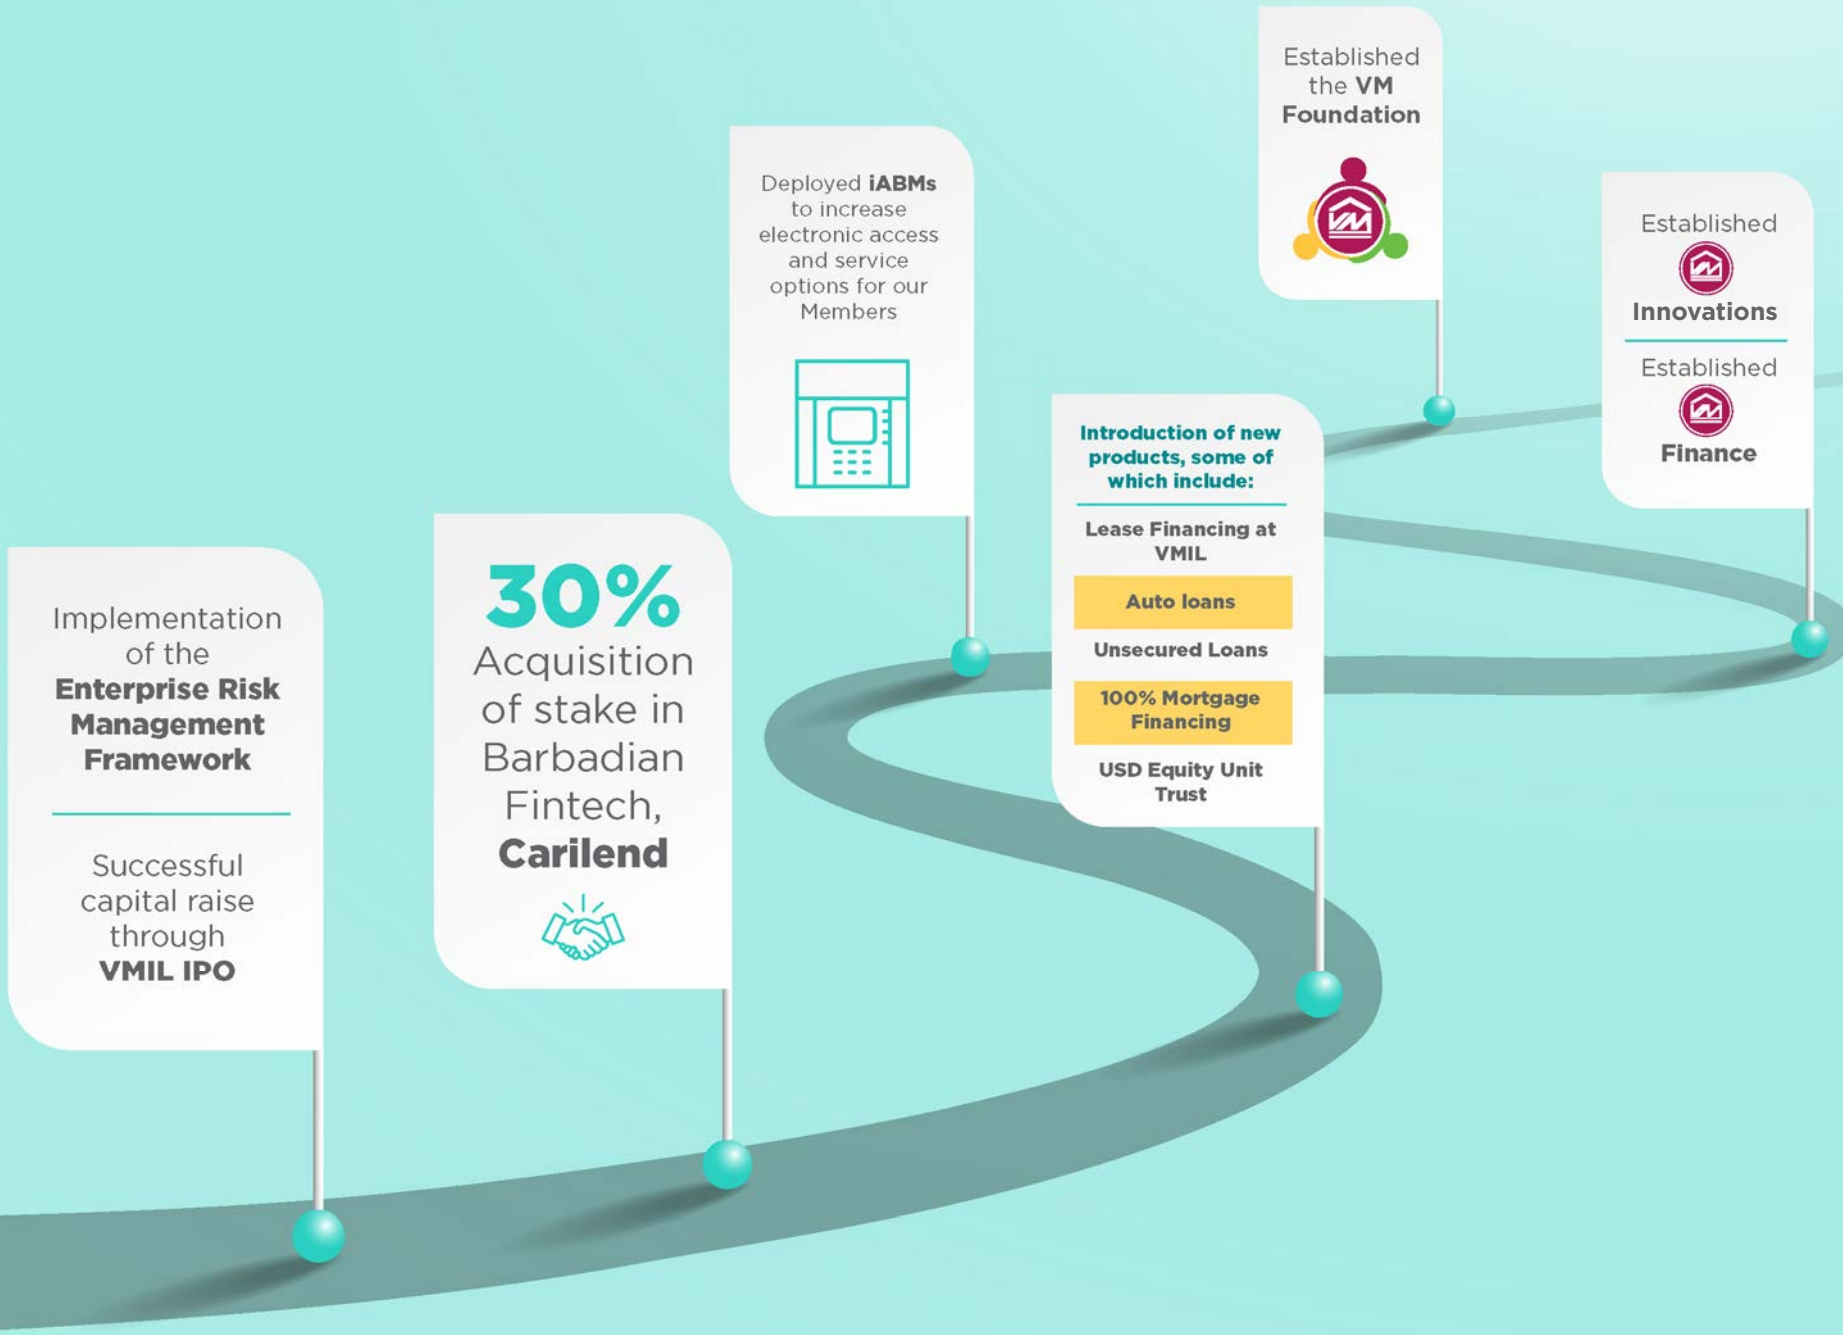 Implementation
of the
Enterprise Risk
Management
Framework
Successful
capital raise
through
VMIL IPO
30%
Acquisition
of stake in
Barbadian
Fintech,
Carilend
Deployed iABMs
to increase
electronic access
and service
options for our
Members
Introduction of new
products, some of
which include:
Lease Financing at
VMIL
Auto loans
Unsecured Loans
100% Mortgage
Financing
USD Equity Unit
Trust
Established
the VM
Foundation
VM
Established
VM
Innovations
Established
VM
Finance